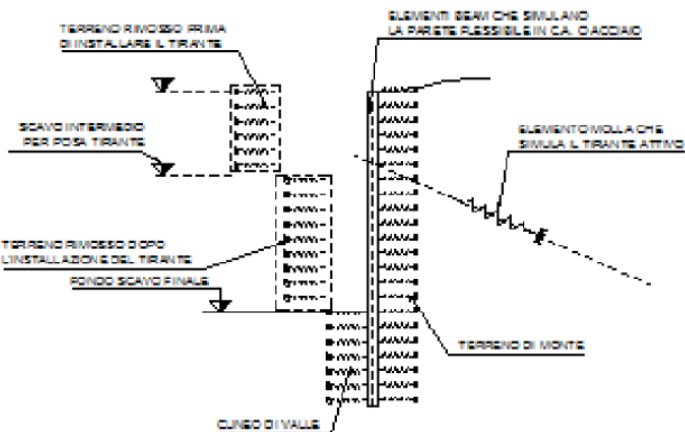 TERRENO RIMOSSO PRIMA
DI INSTALLARE IL TIRANTE
ELEMENTI BEAM CHE SIMULANO
LA PARETE FLESSIBILE IN C.A. O ACCIAIO
SCAVO INTERMEDIO
PER POSA TIRANTE
ELEMENTO MOLLA CHE
SIMULA IL TIRANTE ATTIVO
TERRENO RIMOSSO DOPO
L'INSTALLAZIONE DEL TIRANTE
FONDO SCAVO FINALE
TERRENO DI MONTE
CUNEO DI VALLE